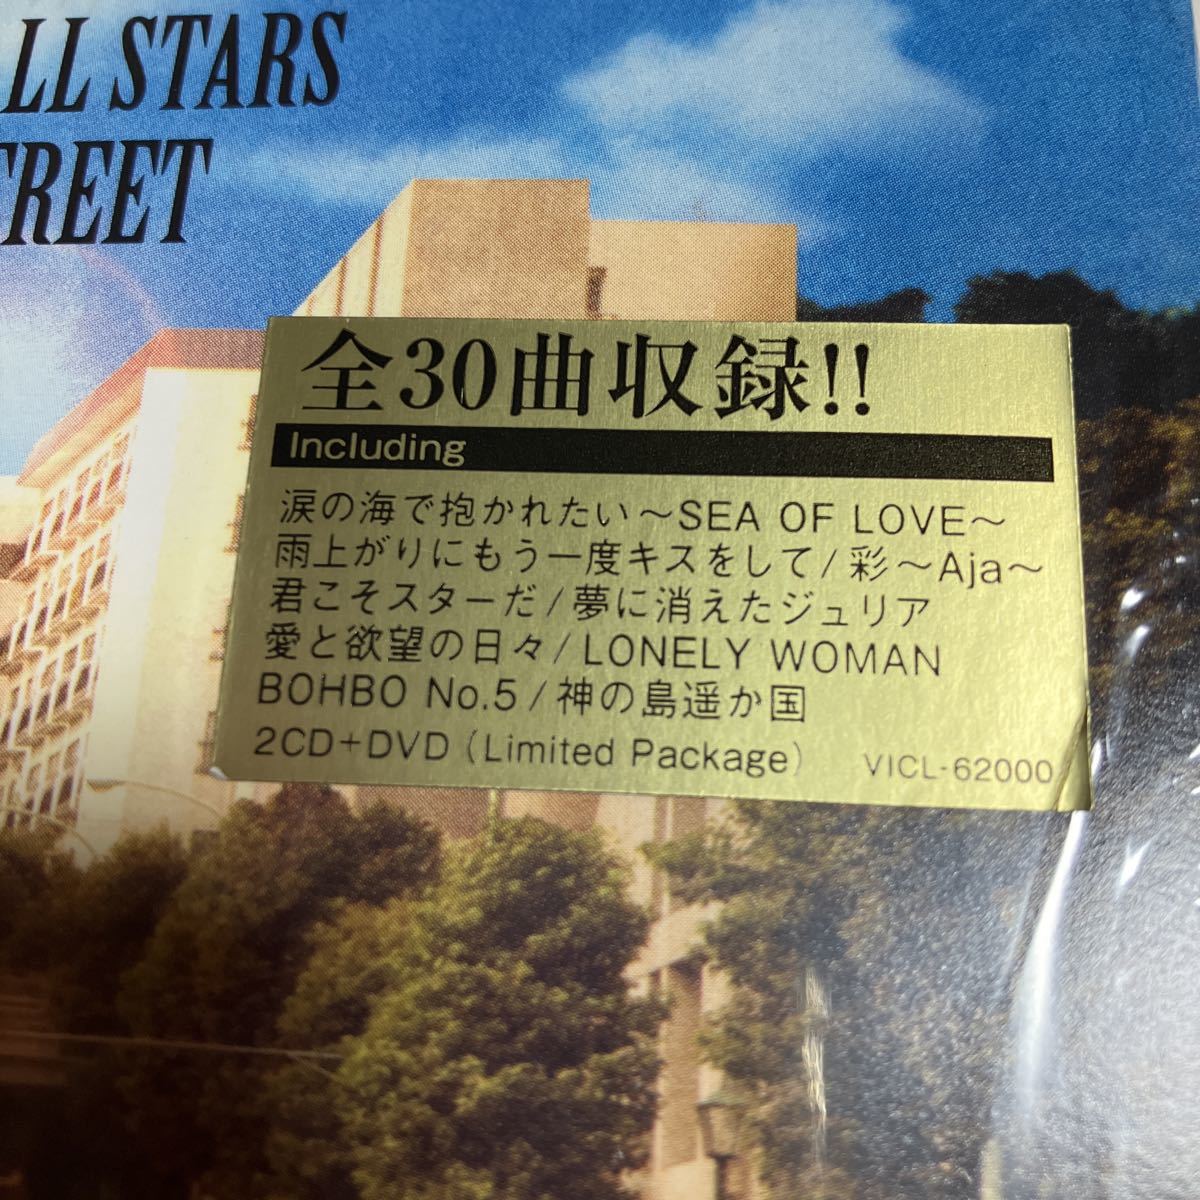 LL STARS
TREET
全30曲収録!!
Including
涙の海で抱かれたい～SEA OF LOVE～
雨上がりにもう一度キスをして/彩～Aja～
君こそスターだ/夢に消えたジュリア
愛と欲望の日々/LONELY WOMAN
BOHBO No.5/神の島遥か国
2CD+DVD (Limited Package) VICL-62000